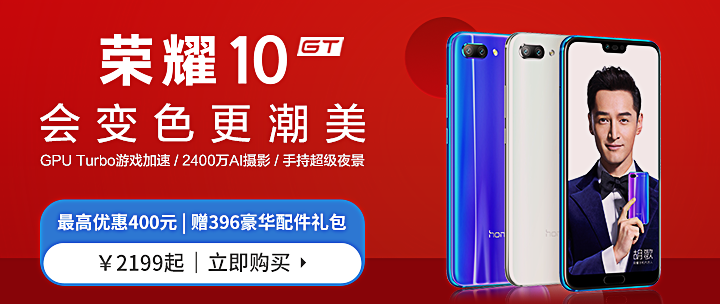 荣耀10 GT
会变色更潮美
GPU Turbo游戏加速 / 2400万AI摄影 / 手持超级夜景
最高优惠400元 | 赠396豪华配件礼包
￥2199起 | 立即购买
胡歌